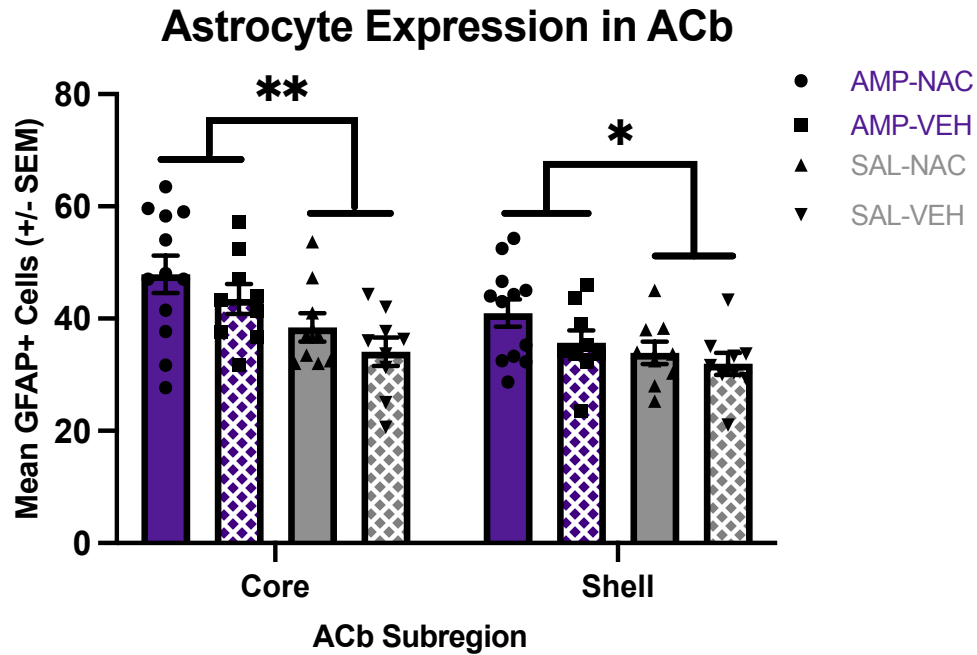 Astrocyte Expression in ACb
Mean GFAP+ Cells (+/- SEM)
80
60
40
20
0
**
*
AMP-NAC
AMP-VEH
SAL-NAC
SAL-VEH
Core
Shell
ACb Subregion